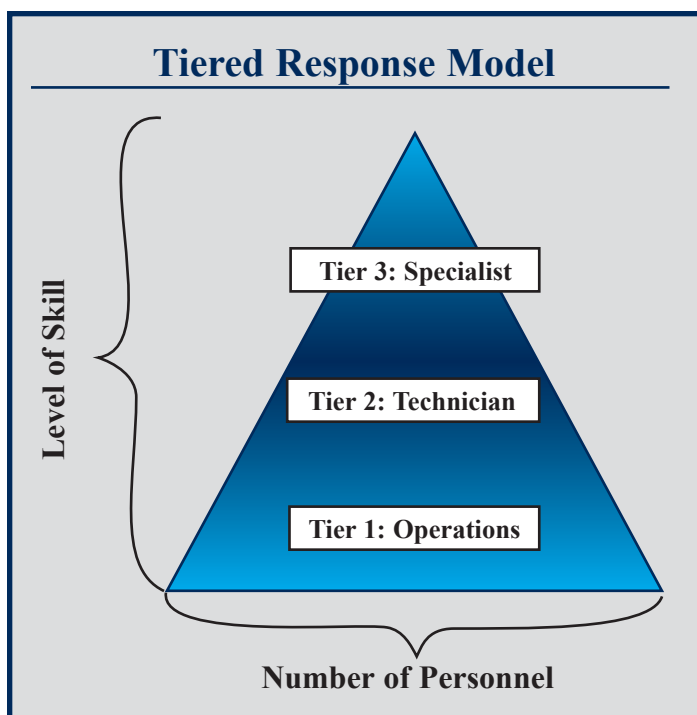 Tiered Response Model
Level of Skill
Tier 3: Specialist
Tier 2: Technician
Tier 1: Operations
Number of Personnel